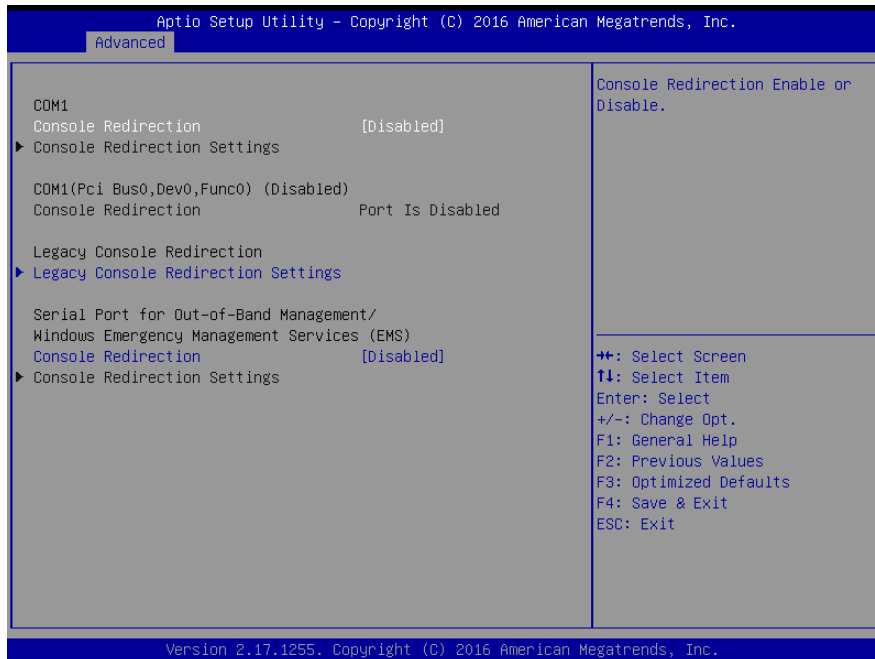 Aptio Setup Utility – Copyright (C) 2016 American Megatrends, Inc.
Advanced
COM1
Console Redirection [Disabled]
▶ Console Redirection Settings
COM1(Pci Bus0,Dev0,Func0) (Disabled)
Console Redirection Port Is Disabled
Legacy Console Redirection
▶ Legacy Console Redirection Settings
Serial Port for Out-of-Band Management/
Windows Emergency Management Services (EMS)
Console Redirection [Disabled]
▶ Console Redirection Settings
Console Redirection Enable or
Disable.
→←: Select Screen
↑↓: Select Item
Enter: Select
+/-: Change Opt.
F1: General Help
F2: Previous Values
F3: Optimized Defaults
F4: Save & Exit
ESC: Exit
Version 2.17.1255. Copyright (C) 2016 American Megatrends, Inc.